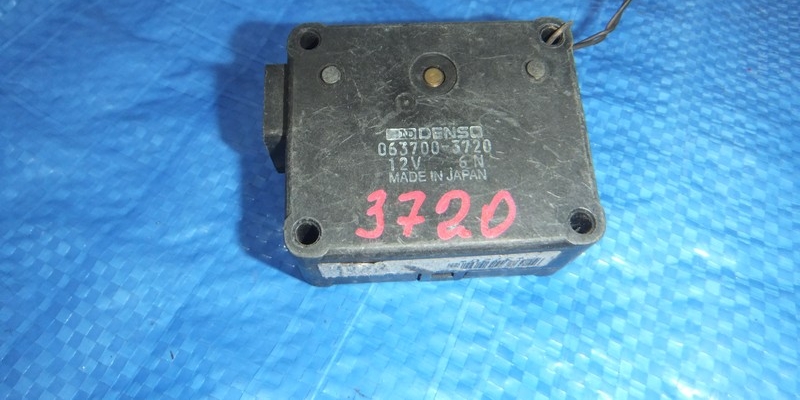 DENSO
063700-3720
12V 6N
MADE IN JAPAN
3720